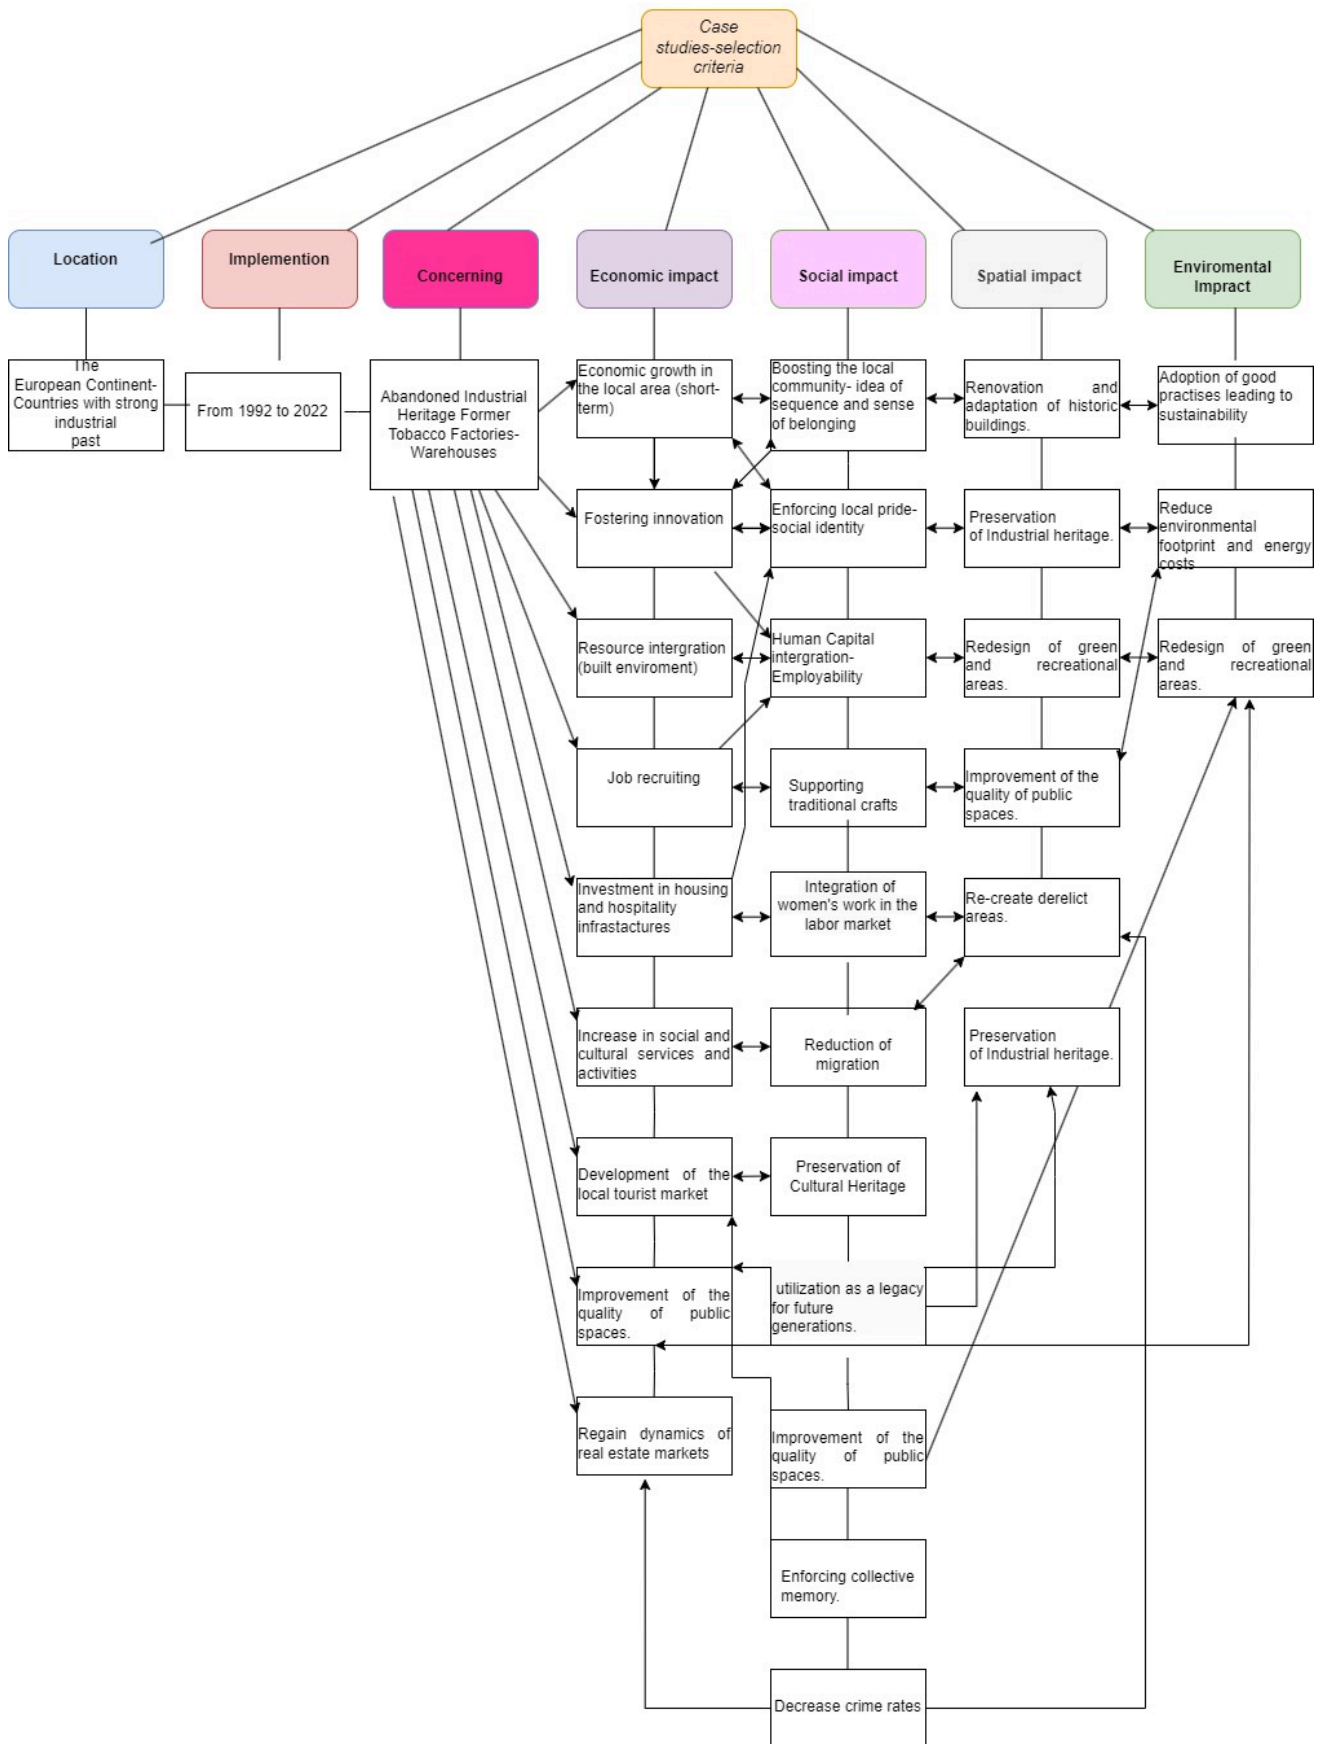 Case
studies-selection
criteria
Location
Implemention
Concerning
Economic impact
Social impact
Spatial impact
Enviromental
Impract
The
European Continent-
Countries with strong
industrial
past
From 1992 to 2022
Abandoned Industrial
Heritage Former
Tobacco Factories-
Warehouses
Economic growth in
the local area (short-
term)
Boosting the local
community- idea of
sequence and sense
of belonging
Renovation and
adaptation of historic
buildings.
Adoption of good
practises leading to
sustainability
Fostering innovation
Enforcing local pride-
social identity
Preservation
of Industrial heritage.
Reduce
environmental
footprint and energy
costs
Resource intergration
(built enviroment)
Human Capital
intergration-
Employability
Redesign of green
and recreational
areas.
Redesign of green
and recreational
areas.
Job recruiting
Supporting
traditional crafts
Improvement of the
quality of public
spaces.
Investment in housing
and hospitality
infrastactures
Integration of
women's work in the
labor market
Re-create derelict
areas.
Increase in social and
cultural services and
activities
Reduction of
migration
Preservation
of Industrial heritage.
Development of the
local tourist market
Preservation of
Cultural Heritage
Improvement of the
quality of public
spaces.
utilization as a legacy
for future
generations.
Regain dynamics of
real estate markets
Improvement of the
quality of public
spaces.
Enforcing collective
memory.
Decrease crime rates